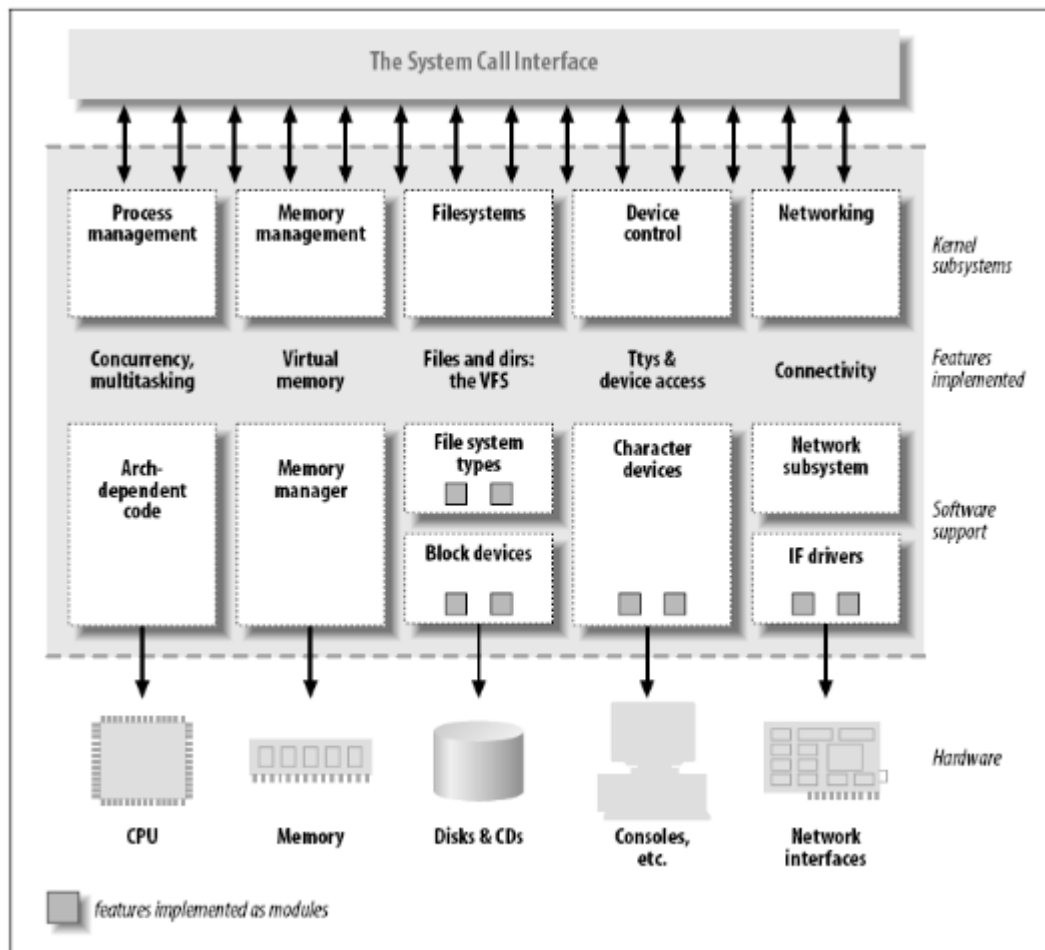 The System Call Interface
Process
management
Memory
management
Filesystems
Device
control
Networking
Kernel
subsystems
Concurrency,
multitasking
Virtual
memory
Files and dirs:
the VFS
Ttys &
device access
Connectivity
Features
implemented
Arch-
dependent
code
Memory
manager
File system
types
Block devices
Character
devices
Network
subsystem
IF drivers
Software
support
Hardware
CPU
Memory
Disks & CDs
Consoles,
etc.
Network
interfaces
features implemented as modules